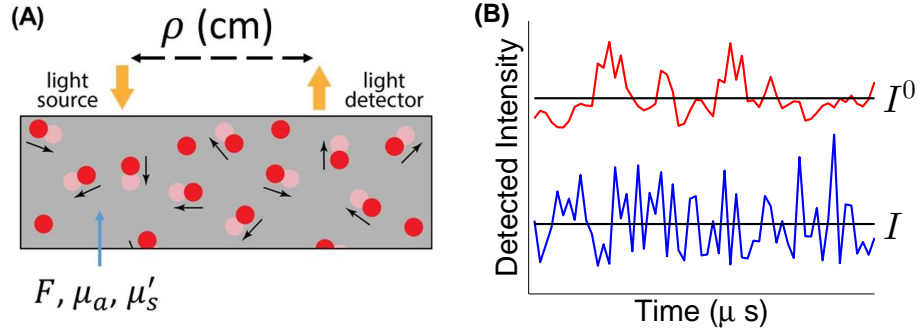 (A)
ρ (cm)
light
source
light
detector
F, μₐ, μ′ₛ
(B)
Detected Intensity
I⁰
I
Time (μ s)